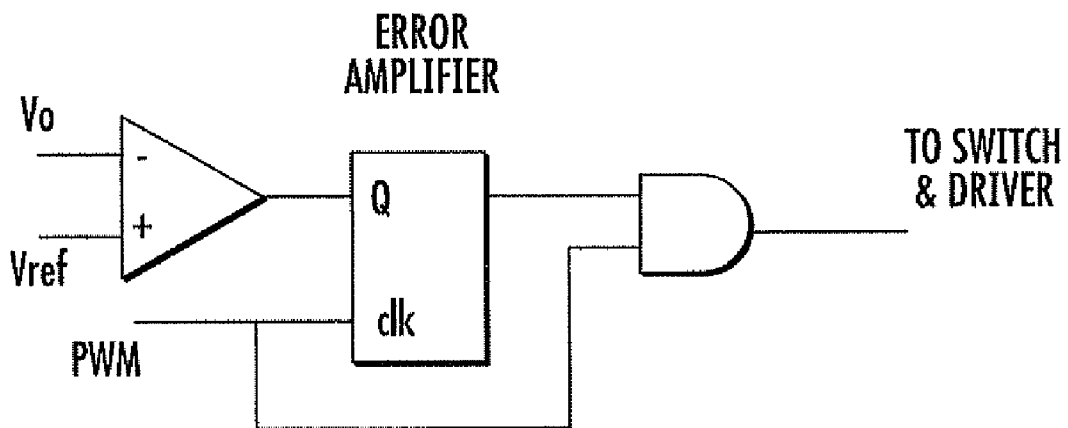 ERROR
AMPLIFIER
Vo
-
+
Vref
Q
clk
PWM
TO SWITCH
& DRIVER